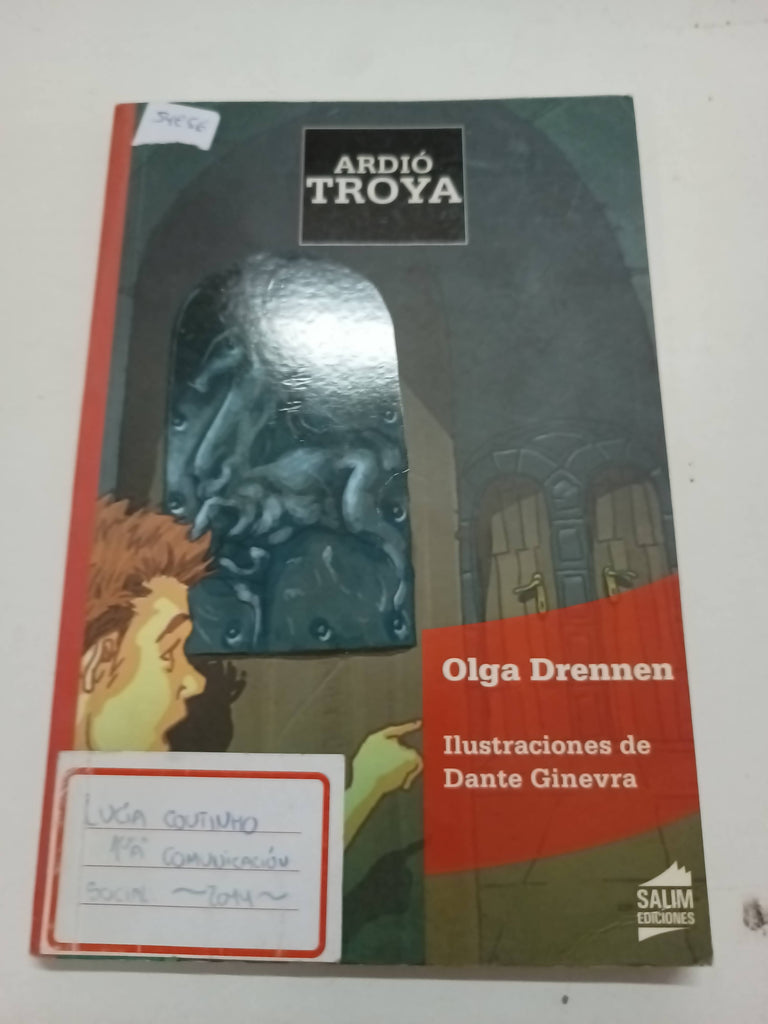 ARDIÓ
TROYA
Olga Drennen
Ilustraciones de
Dante Ginevra
LUCÍA COUTINHO
COMUNICACIÓN
SOCIAL ~2014~
SALIM
EDICIONES